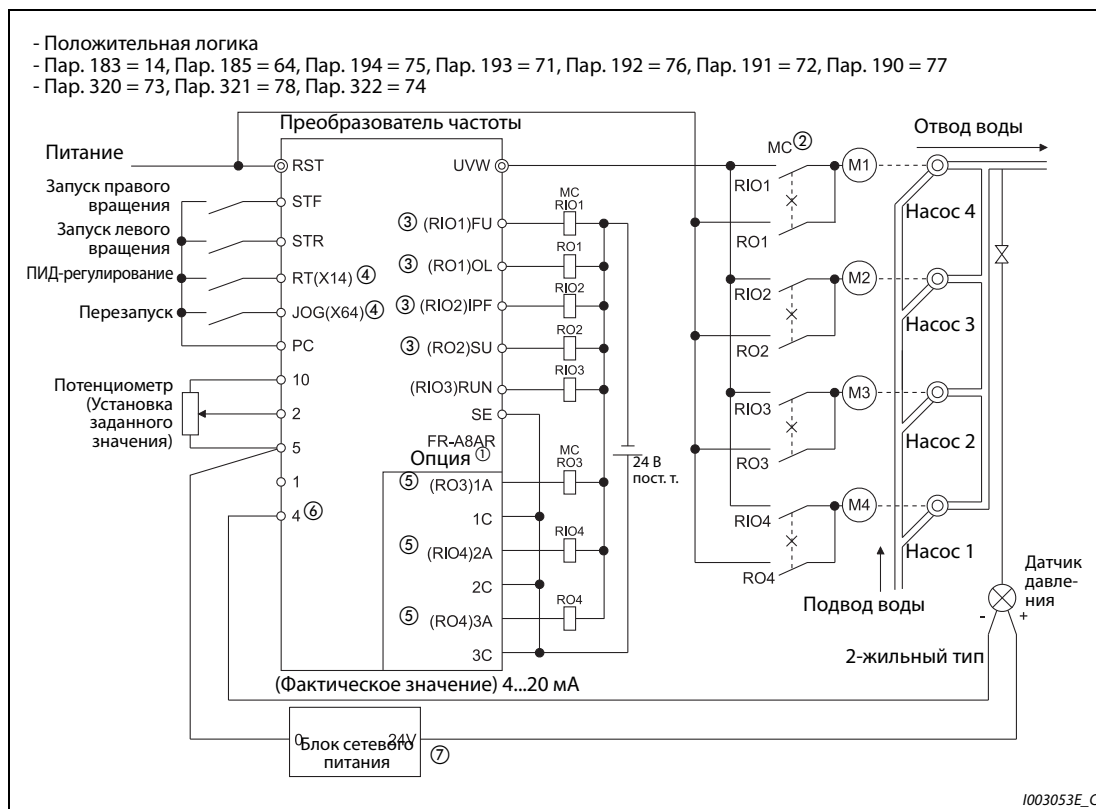 - Положительная логика
- Пар. 183 = 14, Пар. 185 = 64, Пар. 194 = 75, Пар. 193 = 71, Пар. 192 = 76, Пар. 191 = 72, Пар. 190 = 77
- Пар. 320 = 73, Пар. 321 = 78, Пар. 322 = 74
Преобразователь частоты
Отвод воды
Питание
RST
UVW
MC ②
M1
Запуск правого
вращения
STF
MC
RIO1
RIO1
Насос 4
③ (RIO1)FU
Запуск левого
вращения
STR
RO1
RO1
③ (RO1)OL
ПИД-регулирование
RT(X14) ④
RIO2
RIO2
M2
③ (RIO2)IPF
Перезапуск
JOG(X64) ④
Насос 3
RO2
RO2
③ (RO2)SU
PC
RIO3
(RIO3)RUN
Потенциометр
(Установка
заданного
значения)
10
2
5
SE
RIO3
M3
FR-A8AR
Опция ①
24 В
пост. т.
Насос 2
MC
RO3
RO3
⑤ (RO3)1A
1
1C
4 ⑥
RIO4
RIO4
M4
⑤ (RIO4)2A
Насос 1
2C
RO4
RO4
⑤ (RO4)3A
3C
Подвод воды
Датчик
давле-
ния
- +
2-жильный тип
(Фактическое значение) 4...20 мА
0 24V
Блок сетевого
питания
⑦
I003053E_C